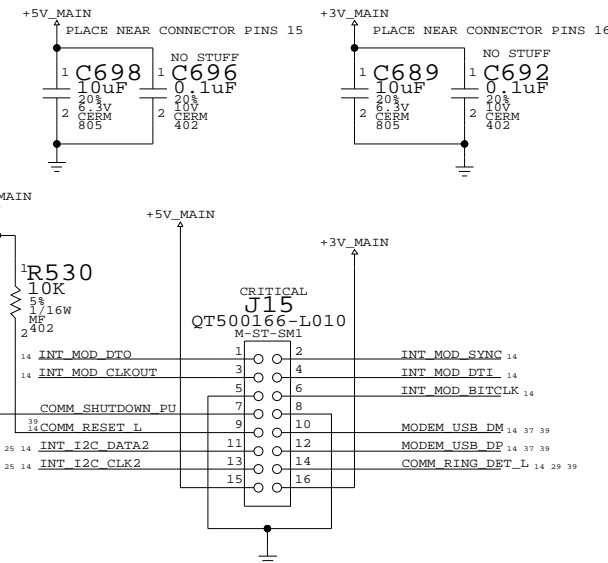 +5V_MAIN
PLACE NEAR CONNECTOR PINS 15
1
C698
10uF
20%
6.3V
CERM
805
2
NO STUFF
1
C696
0.1uF
20%
10V
CERM
402
2
+3V_MAIN
PLACE NEAR CONNECTOR PINS 16
1
C689
10uF
20%
6.3V
CERM
805
2
NO STUFF
1
C692
0.1uF
20%
10V
CERM
402
2
MAIN
1
R530
10K
5%
1/16W
MF
402
2
+5V_MAIN
+3V_MAIN
CRITICAL
J15
QT500166-L010
M-ST-SM1
14 INT_MOD_DTO 1 2 INT_MOD_SYNC 14
14 INT_MOD_CLKOUT 3 4 INT_MOD_DTI 14
5 6 INT_MOD_BITCLK 14
COMM_SHUTDOWN_PU 7 8
39
14 COMM_RESET_L 9 10 MODEM_USB_DM 14 37 39
25 14 INT_I2C_DATA2 11 12 MODEM_USB_DP 14 37 39
25 14 INT_I2C_CLK2 13 14 COMM_RING_DET_L 14 29 39
15 16